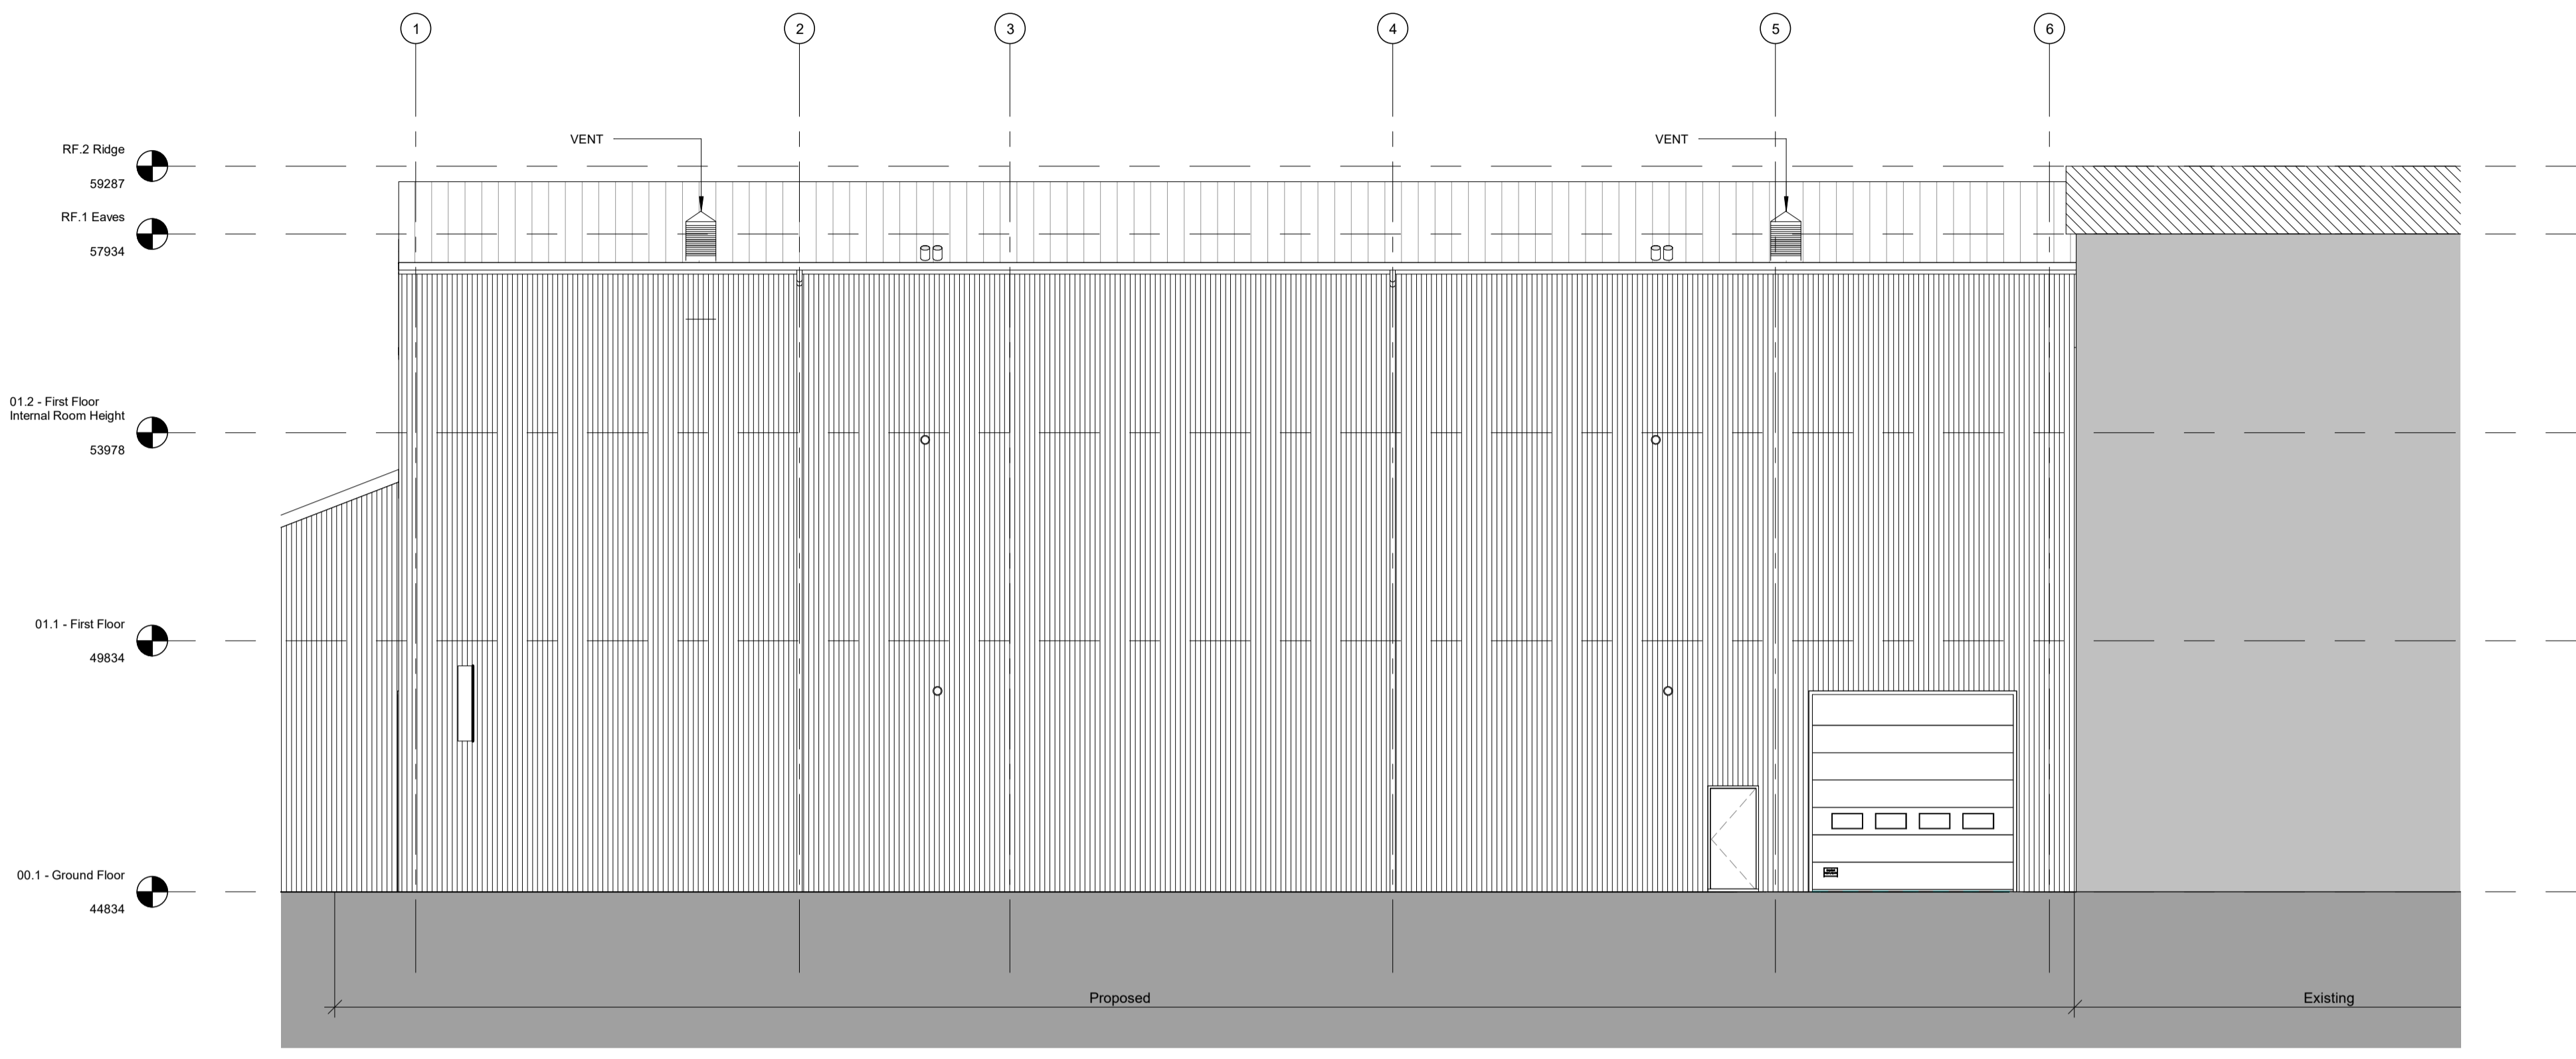 1
2
3
4
5
6
VENT
VENT
RF.2 Ridge
59287
RF.1 Eaves
57934
01.2 - First Floor
Internal Room Height
53978
01.1 - First Floor
49834
00.1 - Ground Floor
44834
Proposed
Existing